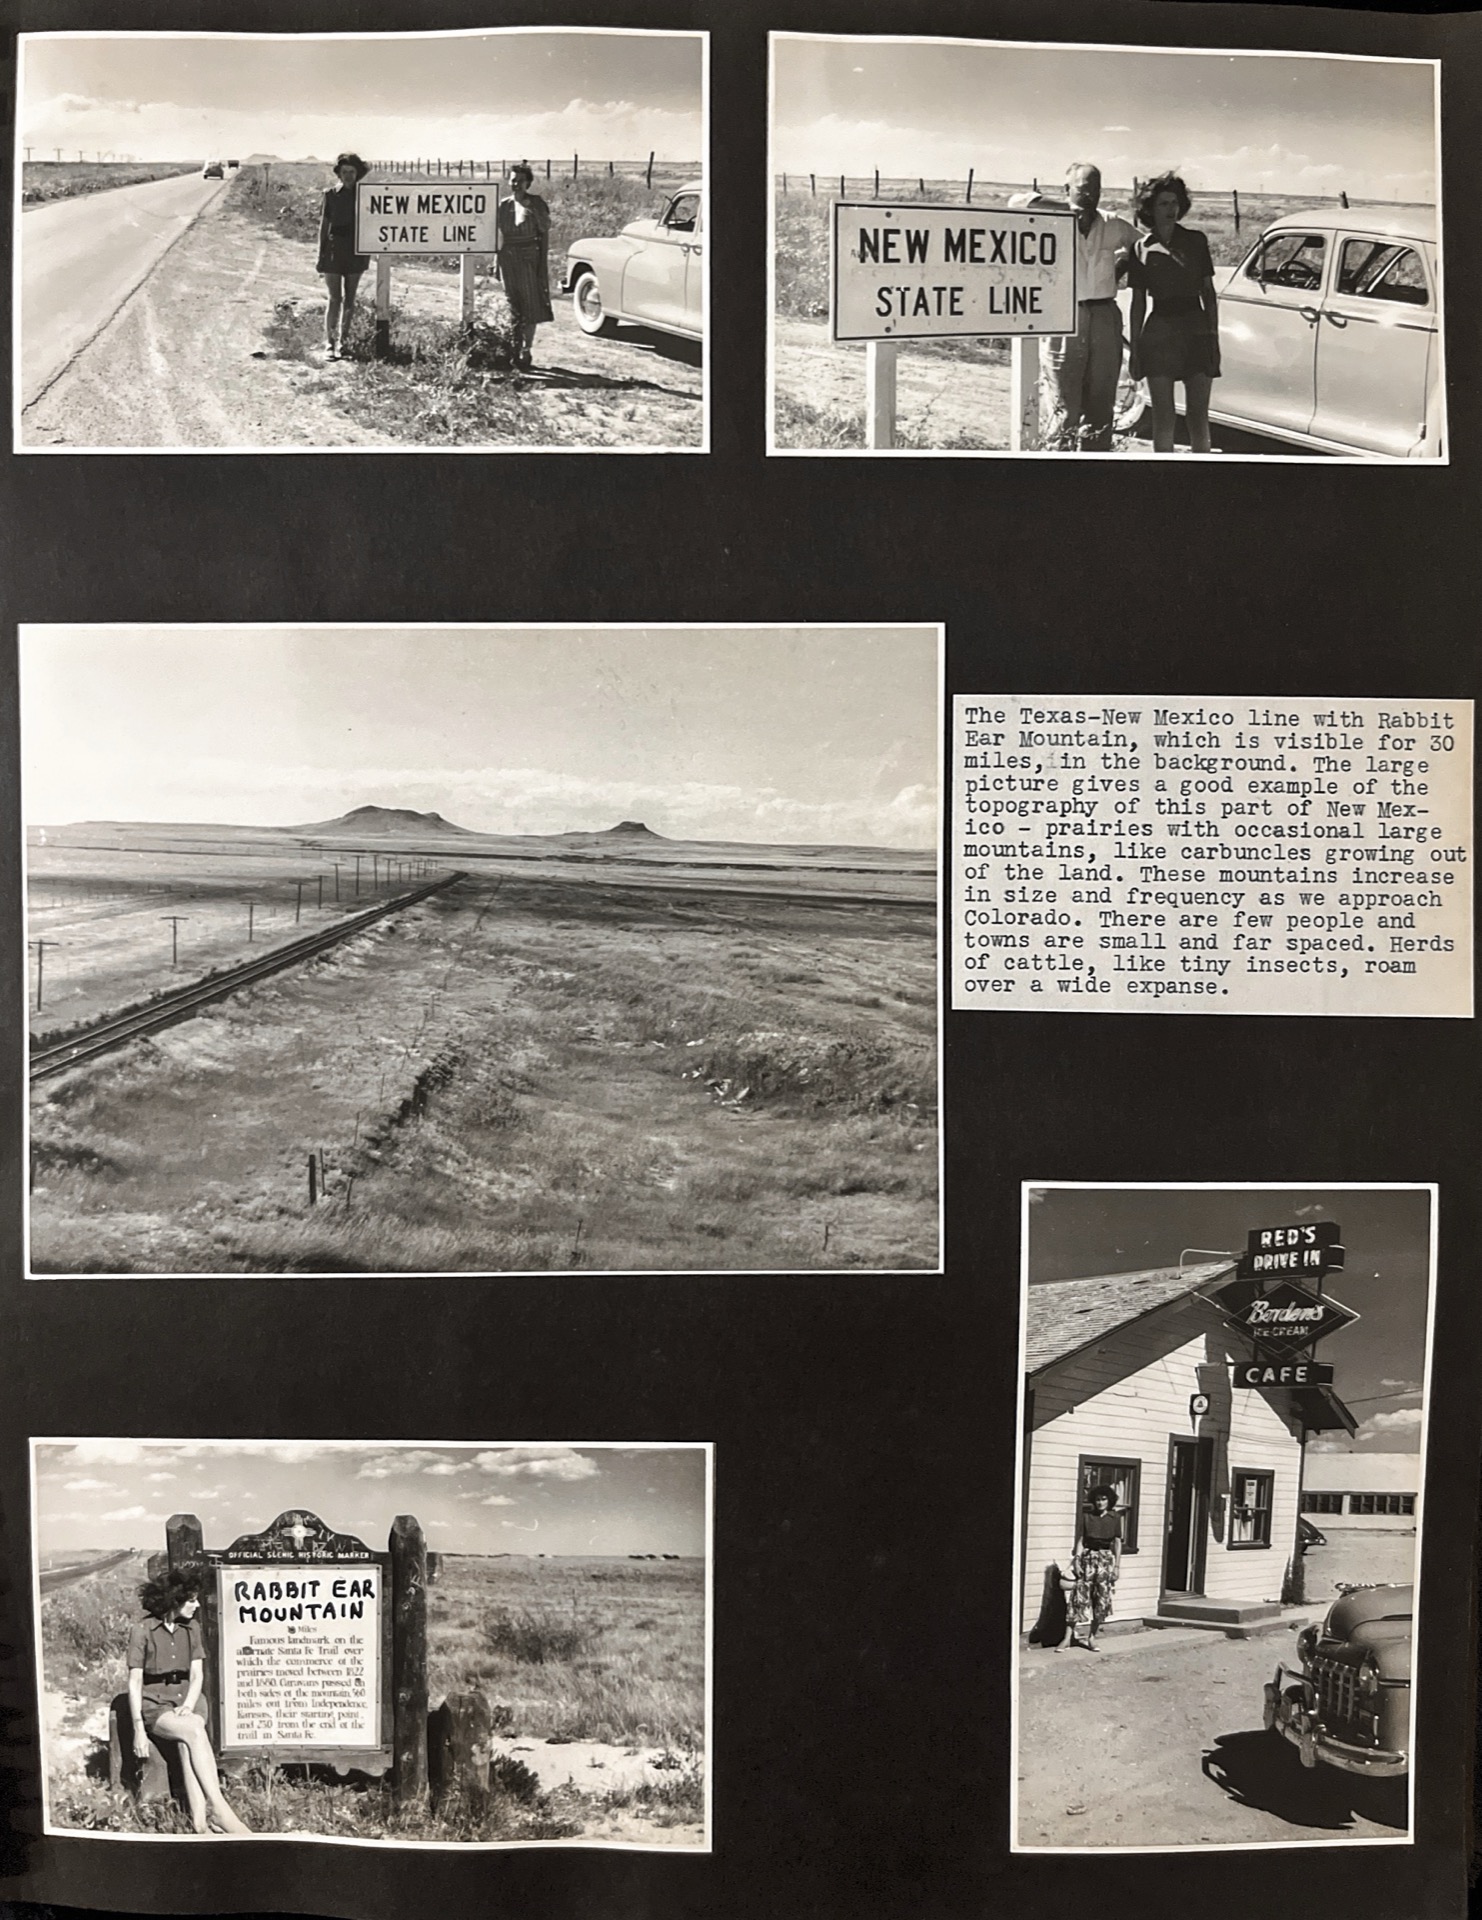 NEW MEXICO
STATE LINE
NEW MEXICO
STATE LINE
The Texas-New Mexico line with Rabbit
Ear Mountain, which is visible for 30
miles, in the background. The large
picture gives a good example of the
topography of this part of New Mex-
ico - prairies with occasional large
mountains, like carbuncles growing out
of the land. These mountains increase
in size and frequency as we approach
Colorado. There are few people and
towns are small and far spaced. Herds
of cattle, like tiny insects, roam
over a wide expanse.
RED'S
DRIVE IN
Borden's
ICE CREAM
CAFE
OFFICIAL SCENIC HISTORIC MARKER
RABBIT EAR
MOUNTAIN
Miles
Famous landmark on the
alternate Santa Fe Trail over
which the commerce of the
prairies moved between 1822
and 1880. Caravans passed on
both sides of the mountain, 560
miles out from Independence,
Kansas, their starting point,
and 250 from the end of the
trail in Santa Fe.